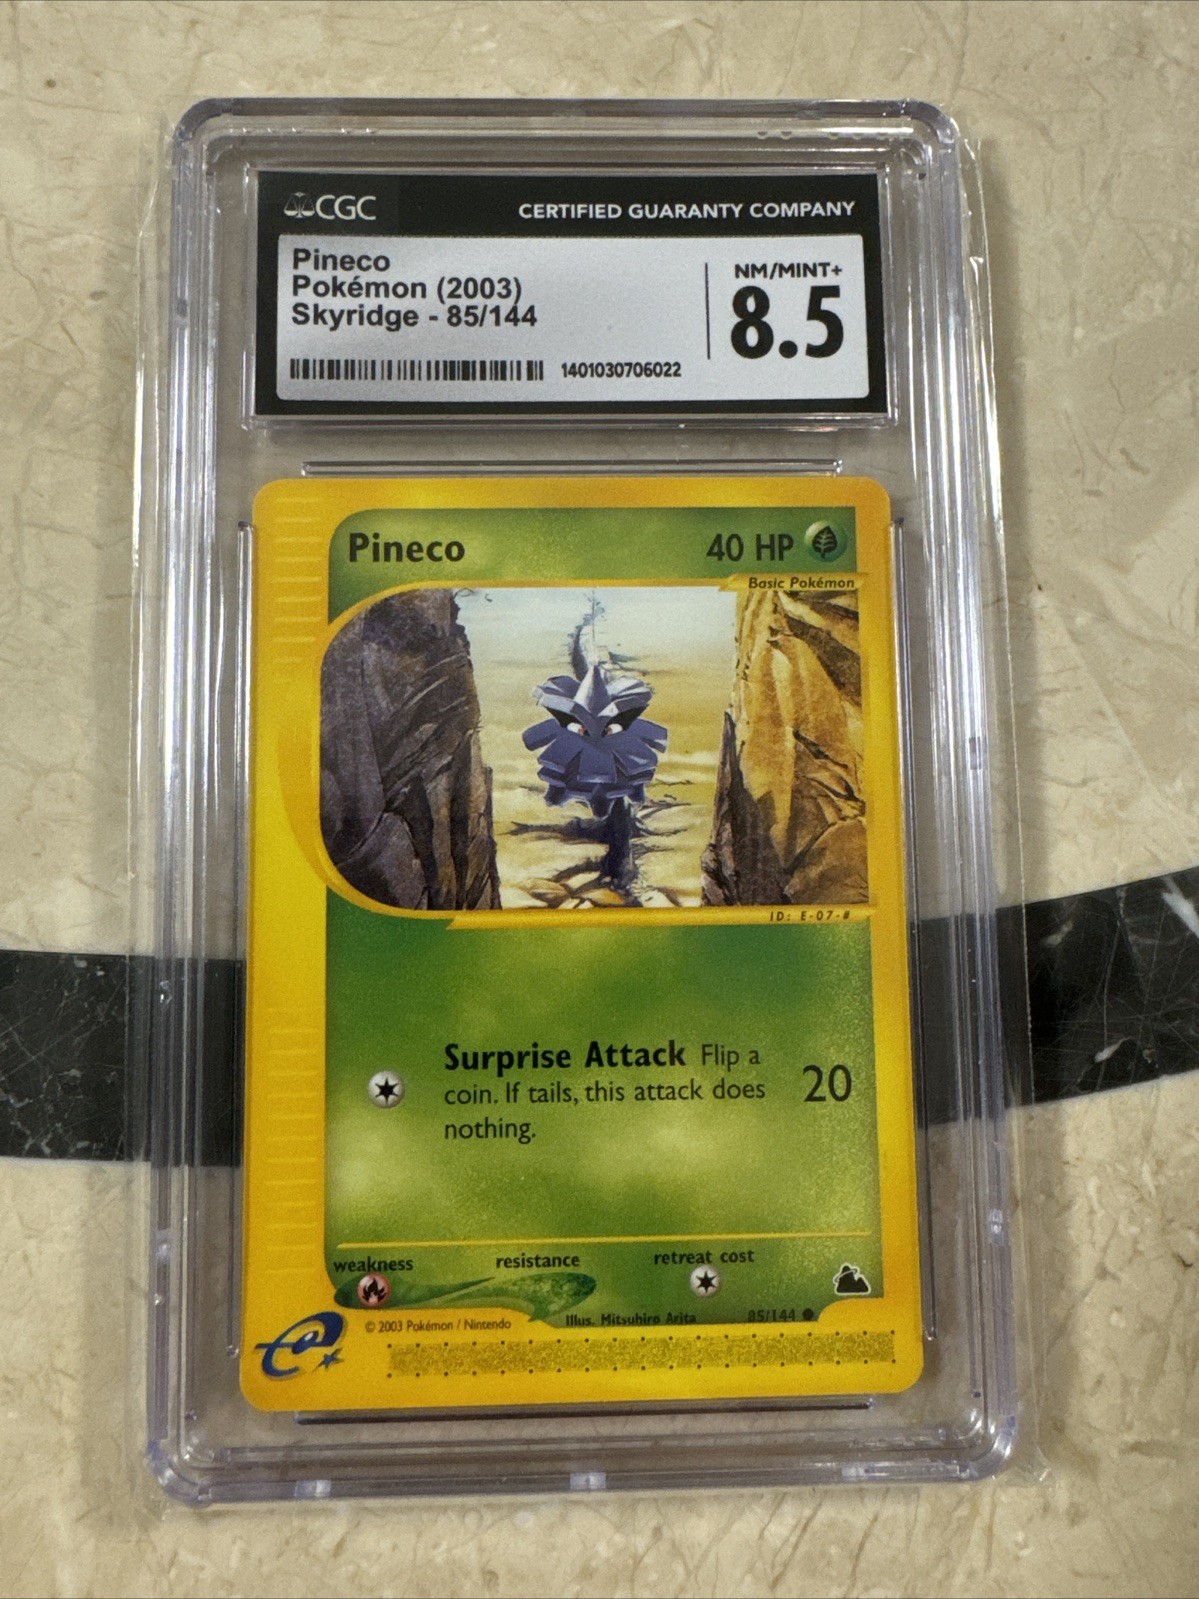 CGC CERTIFIED GUARANTY COMPANY
Pineco
Pokémon (2003)
Skyridge - 85/144
NM/MINT+
8.5
1401030706022
Pineco 40 HP
Basic Pokémon
ID: E-07-#
Surprise Attack Flip a
coin. If tails, this attack does
nothing.
20
weakness resistance retreat cost
Illus. Mitsuhiro Arita 85/144
© 2003 Pokémon / Nintendo
e